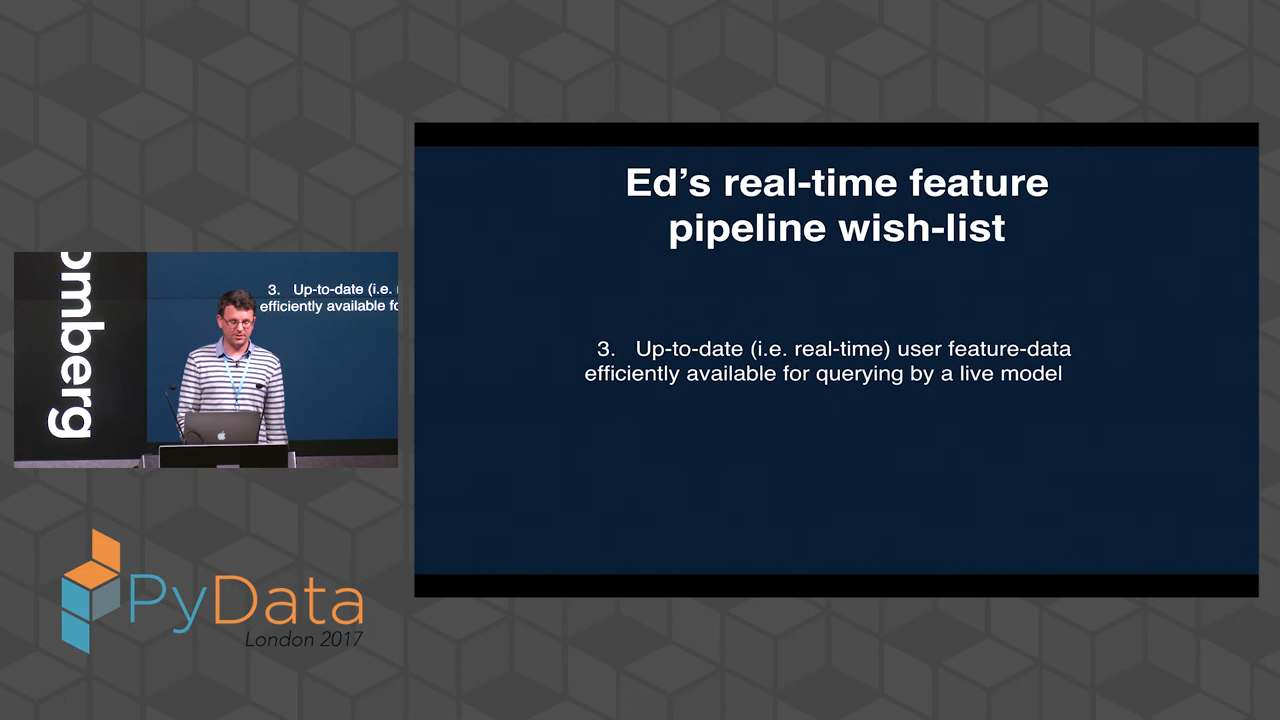 Ed's real-time feature
pipeline wish-list
3. Up-to-date (i.e. real-time) user feature-data
efficiently available for querying by a live model
omberg
3. Up-to-date (i.e.
efficiently available fo
PyData
London 2017